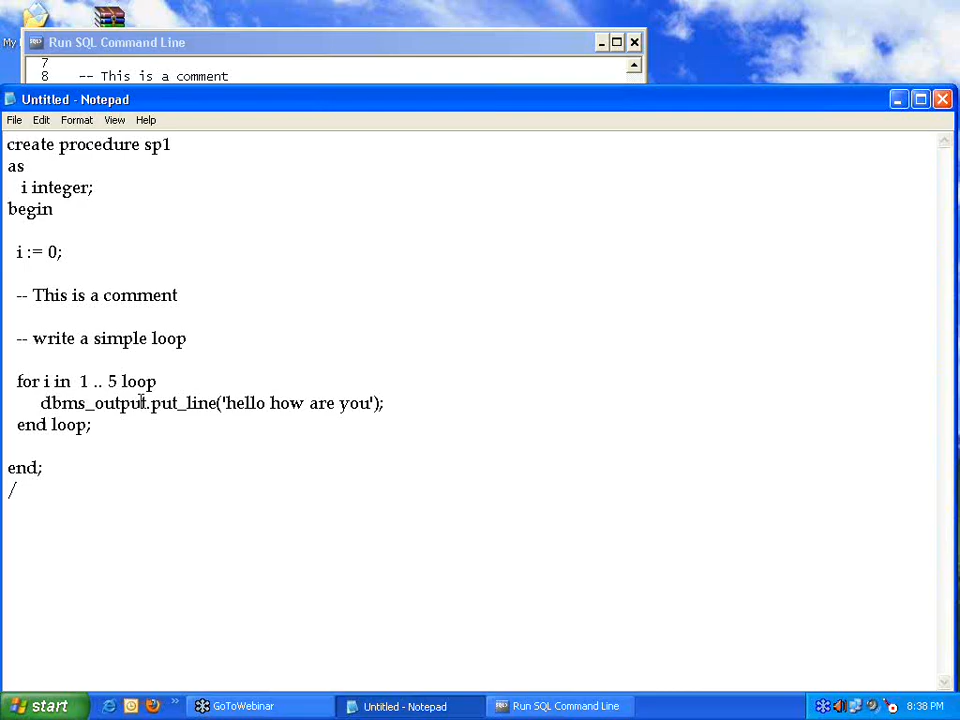 My
Run SQL Command Line
7
8 -- This is a comment
Untitled - Notepad
File Edit Format View Help
create procedure sp1
as
i integer;
begin
i := 0;
-- This is a comment
-- write a simple loop
for i in 1 .. 5 loop
dbms_output.put_line('hello how are you');
end loop;
end;
/
start GoToWebinar Untitled - Notepad Run SQL Command Line 8:38 PM